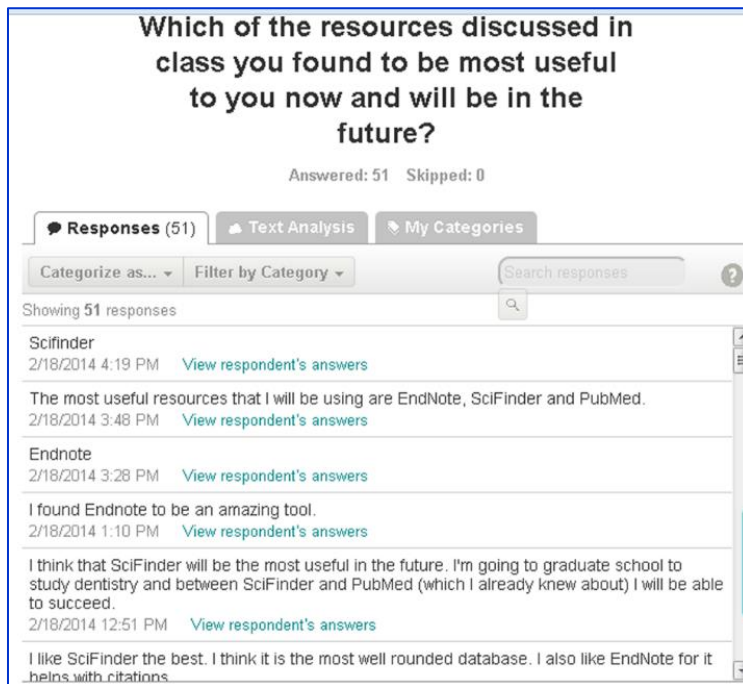 Which of the resources discussed in
class you found to be most useful
to you now and will be in the
future?
Answered: 51 Skipped: 0
Responses (51) Text Analysis My Categories
Categorize as... Filter by Category Search responses ?
Showing 51 responses
Scifinder
2/18/2014 4:19 PM View respondent's answers
The most useful resources that I will be using are EndNote, SciFinder and PubMed.
2/18/2014 3:48 PM View respondent's answers
Endnote
2/18/2014 3:28 PM View respondent's answers
I found Endnote to be an amazing tool.
2/18/2014 1:10 PM View respondent's answers
I think that SciFinder will be the most useful in the future. I'm going to graduate school to
study dentistry and between SciFinder and PubMed (which I already knew about) I will be able
to succeed.
2/18/2014 12:51 PM View respondent's answers
I like SciFinder the best. I think it is the most well rounded database. I also like EndNote for it
helps with citations